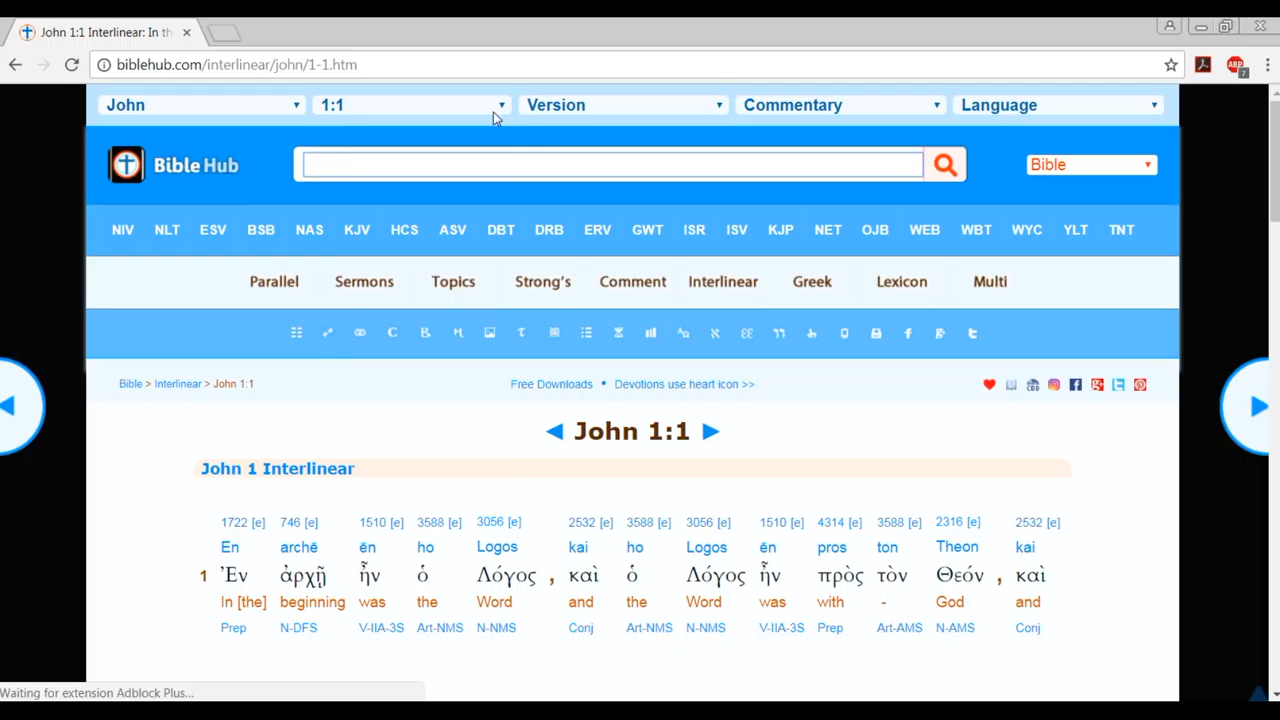 John 1:1 Interlinear: In th
biblehub.com/interlinear/john/1-1.htm
ABP 7
John 1:1 Version Commentary Language
Bible Hub Bible
NIV NLT ESV BSB NAS KJV HCS ASV DBT DRB ERV GWT ISR ISV KJP NET OJB WEB WBT WYC YLT TNT
Parallel Sermons Topics Strong's Comment Interlinear Greek Lexicon Multi
Bible > Interlinear > John 1:1 Free Downloads • Devotions use heart icon >>
John 1:1
John 1 Interlinear
1722 [e] 746 [e] 1510 [e] 3588 [e] 3056 [e] 2532 [e] 3588 [e] 3056 [e] 1510 [e] 4314 [e] 3588 [e] 2316 [e] 2532 [e]
En archē ēn ho Logos kai ho Logos ēn pros ton Theon kai
1 Ἐν ἀρχῇ ἦν ὁ Λόγος , καὶ ὁ Λόγος ἦν πρὸς τὸν Θεόν , καὶ
In [the] beginning was the Word and the Word was with - God and
Prep N-DFS V-IIA-3S Art-NMS N-NMS Conj Art-NMS N-NMS V-IIA-3S Prep Art-AMS N-AMS Conj
Waiting for extension Adblock Plus...